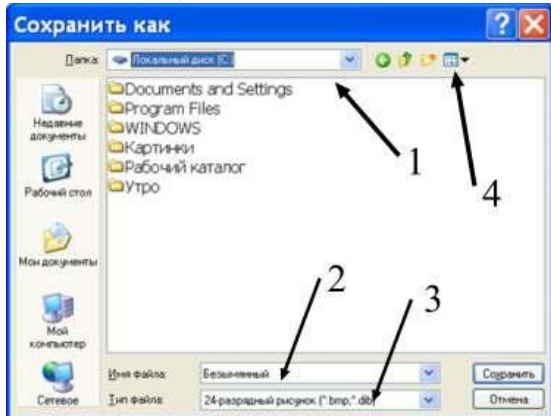 Сохранить как
Папка: Локальный диск (C:)
Недавние документы
Рабочий стол
Мои документы
Мой компьютер
Сетевое
Documents and Settings
Program Files
WINDOWS
Картинки
Рабочий каталог
Утро
1
4
2
3
Имя файла: Безымянный
Сохранить
Тип файла: 24-разрядный рисунок (*.bmp;*.dib)
Отмена